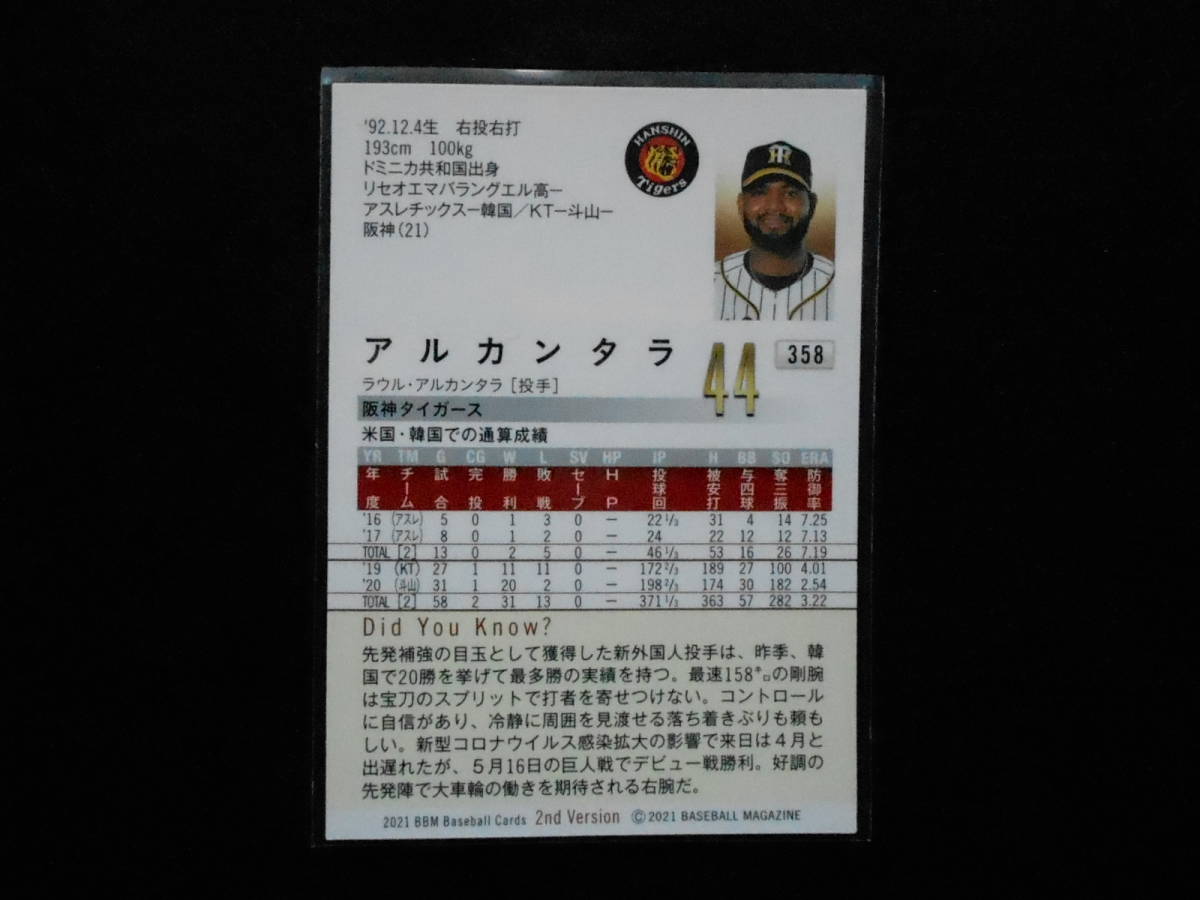 '92.12.4生 右投右打
193cm 100kg
ドミニカ共和国出身
リセオエマバラングエル高ー
アスレチックスー韓国／KTー斗山ー
阪神(21)
HANSHIN
Tigers
アルカンタラ
44
358
ラウル・アルカンタラ［投手］
阪神タイガース
米国・韓国での通算成績
YR TM G CG W L SV HP IP H BB SO ERA
年度 チーム 試合 完投 勝利 敗戦 セーブ HP 投球回 被安打 与四球 奪三振 防御率
'16 (アスレ) 5 0 1 3 0 － 22 1/3 31 4 14 7.25
'17 (アスレ) 8 0 1 2 0 － 24 22 12 12 7.13
TOTAL [2] 13 0 2 5 0 － 46 1/3 53 16 26 7.19
'19 (KT) 27 1 11 11 0 － 172 2/3 189 27 100 4.01
'20 (斗山) 31 1 20 2 0 － 198 2/3 174 30 182 2.54
TOTAL [2] 58 2 31 13 0 － 371 1/3 363 57 282 3.22
Did You Know?
先発補強の目玉として獲得した新外国人投手は、昨季、韓
国で20勝を挙げて最多勝の実績を持つ。最速158㌔の剛腕
は宝刀のスプリットで打者を寄せつけない。コントロール
に自信があり、冷静に周囲を見渡せる落ち着きぶりも頼も
しい。新型コロナウイルス感染拡大の影響で来日は４月と
出遅れたが、５月16日の巨人戦でデビュー戦勝利。好調の
先発陣で大車輪の働きを期待される右腕だ。
2021 BBM Baseball Cards 2nd Version ©2021 BASEBALL MAGAZINE